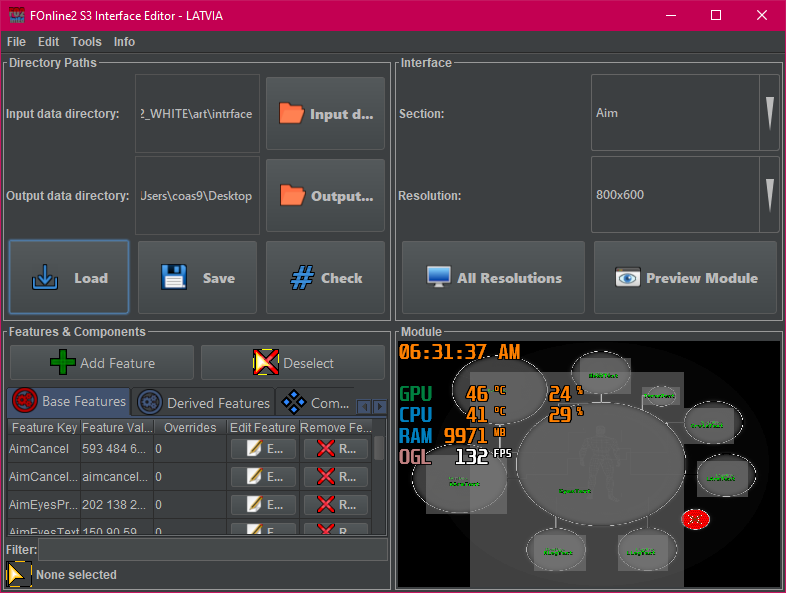 FOnline2 S3 Interface Editor - LATVIA
File Edit Tools Info
Directory Paths
Input data directory: 2_WHITE\art\intrface Input d...
Output data directory: Users\coas9\Desktop Output...
Load Save Check
Interface
Section: Aim
Resolution: 800x600
All Resolutions Preview Module
Features & Components
Add Feature Deselect
Base Features Derived Features Com...
Feature Key Feature Val... Overrides Edit Feature Remove Fe...
AimCancel 593 484 6... 0 E... R...
AimCancel... aimcancel... 0 E... R...
AimEyesPr... 202 138 2... 0 E... R...
AimEyesText 150 90 59 0 E... R...
Filter:
None selected
Module
06:31:37 AM
GPU 46 °C 24 %
CPU 41 °C 29 %
RAM 9971 MB
OGL 132 FPS